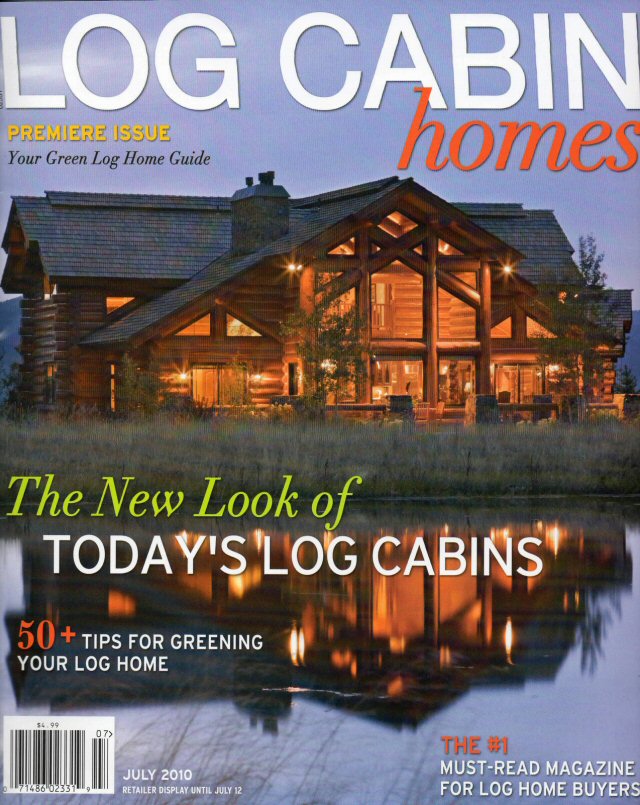 LOG CABIN
homes
PREMIERE ISSUE
Your Green Log Home Guide
The New Look of
TODAY'S LOG CABINS
50+ TIPS FOR GREENING
YOUR LOG HOME
$4.99
07>
71486 02331 9
JULY 2010
RETAILER DISPLAY UNTIL JULY 12
THE #1
MUST-READ MAGAZINE
FOR LOG HOME BUYERS